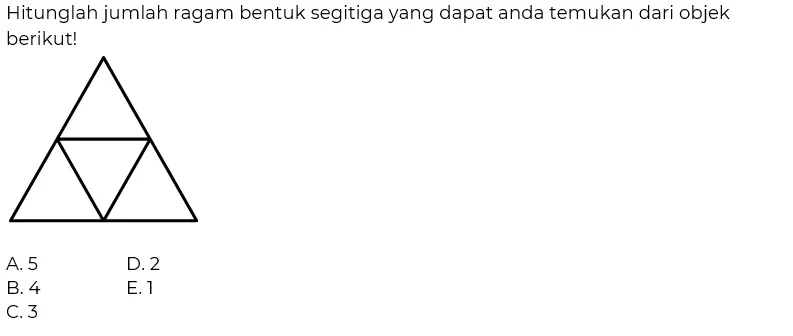 Hitunglah jumlah ragam bentuk segitiga yang dapat anda temukan dari objek
berikut!
A. 5
B. 4
C. 3
D. 2
E. 1